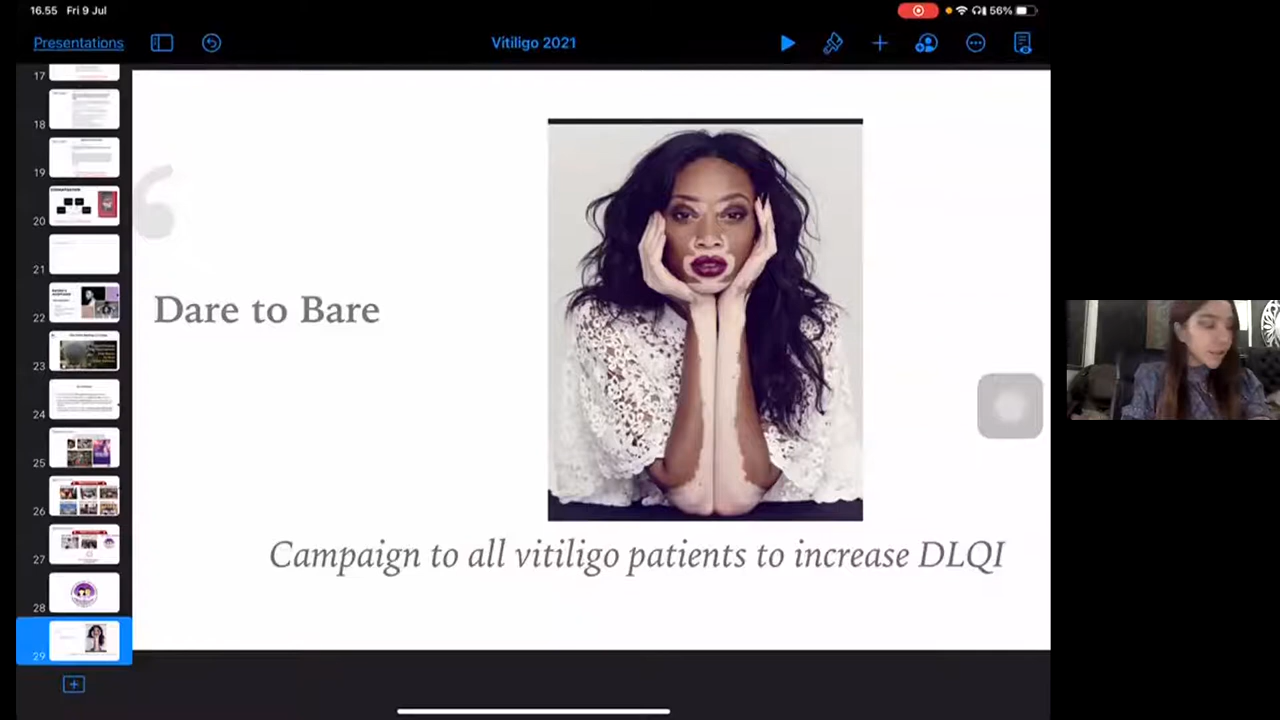 16.55 Fri 9 Jul
56%
Presentations
Vitiligo 2021
17
18
19
20
21
22
23
24
25
26
27
28
29
Dare to Bare
Campaign to all vitiligo patients to increase DLQI